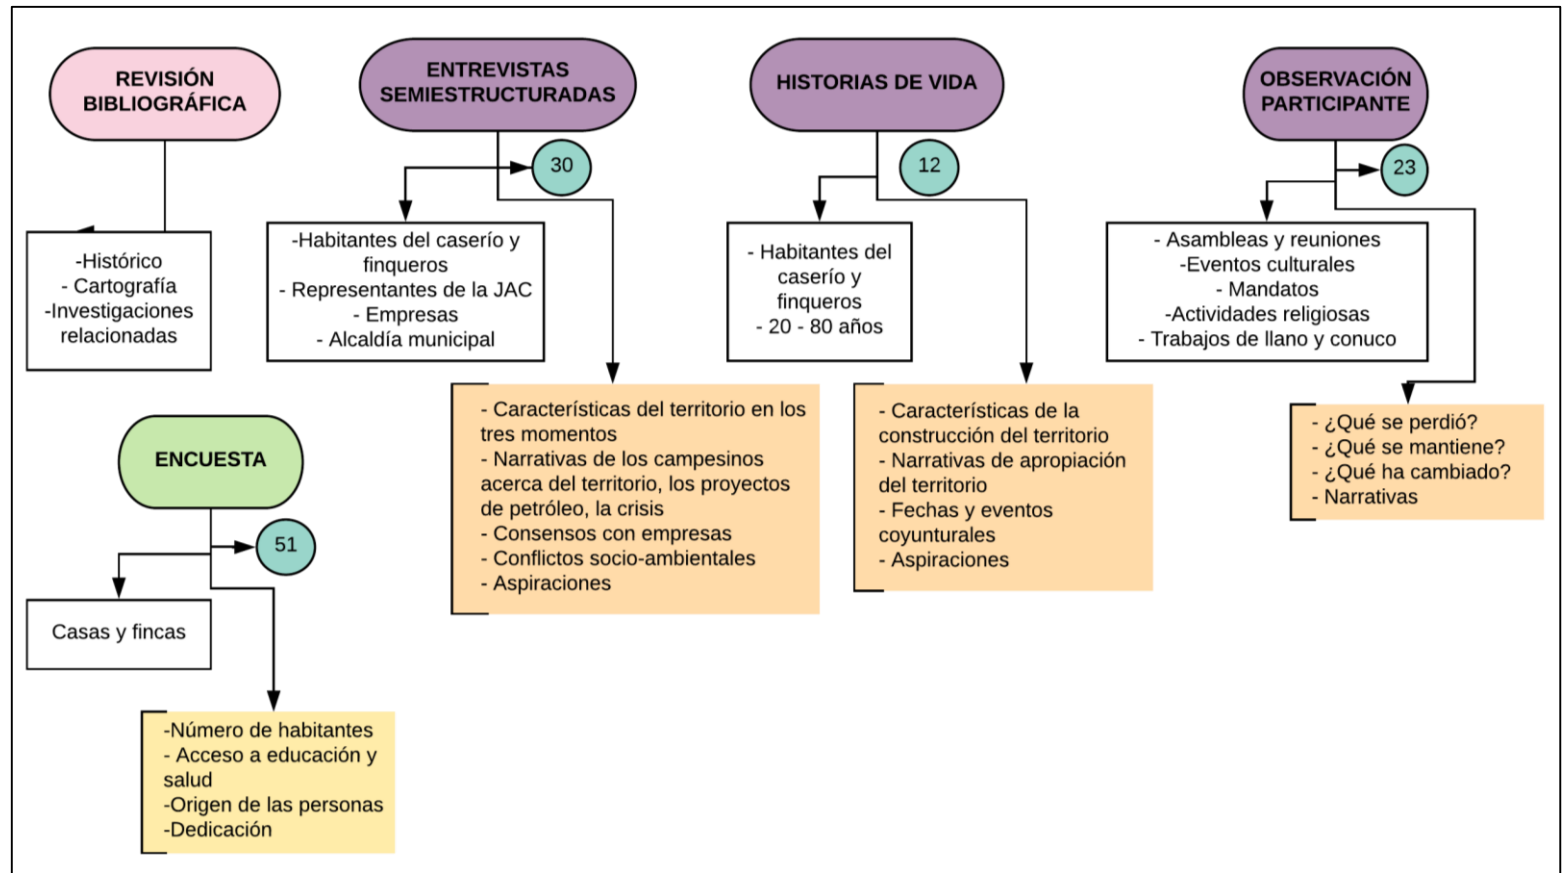 REVISIÓN
BIBLIOGRÁFICA
-Histórico
- Cartografía
-Investigaciones
relacionadas
ENTREVISTAS
SEMIESTRUCTURADAS
30
-Habitantes del caserío y
finqueros
- Representantes de la JAC
- Empresas
- Alcaldía municipal
- Características del territorio en los
tres momentos
- Narrativas de los campesinos
acerca del territorio, los proyectos
de petróleo, la crisis
- Consensos con empresas
- Conflictos socio-ambientales
- Aspiraciones
HISTORIAS DE VIDA
12
- Habitantes del
caserío y
finqueros
- 20 - 80 años
- Características de la
construcción del territorio
- Narrativas de apropiación
del territorio
- Fechas y eventos
coyunturales
- Aspiraciones
OBSERVACIÓN
PARTICIPANTE
23
- Asambleas y reuniones
-Eventos culturales
- Mandatos
-Actividades religiosas
- Trabajos de llano y conuco
- ¿Qué se perdió?
- ¿Qué se mantiene?
- ¿Qué ha cambiado?
- Narrativas
ENCUESTA
51
Casas y fincas
-Número de habitantes
- Acceso a educación y
salud
-Origen de las personas
-Dedicación